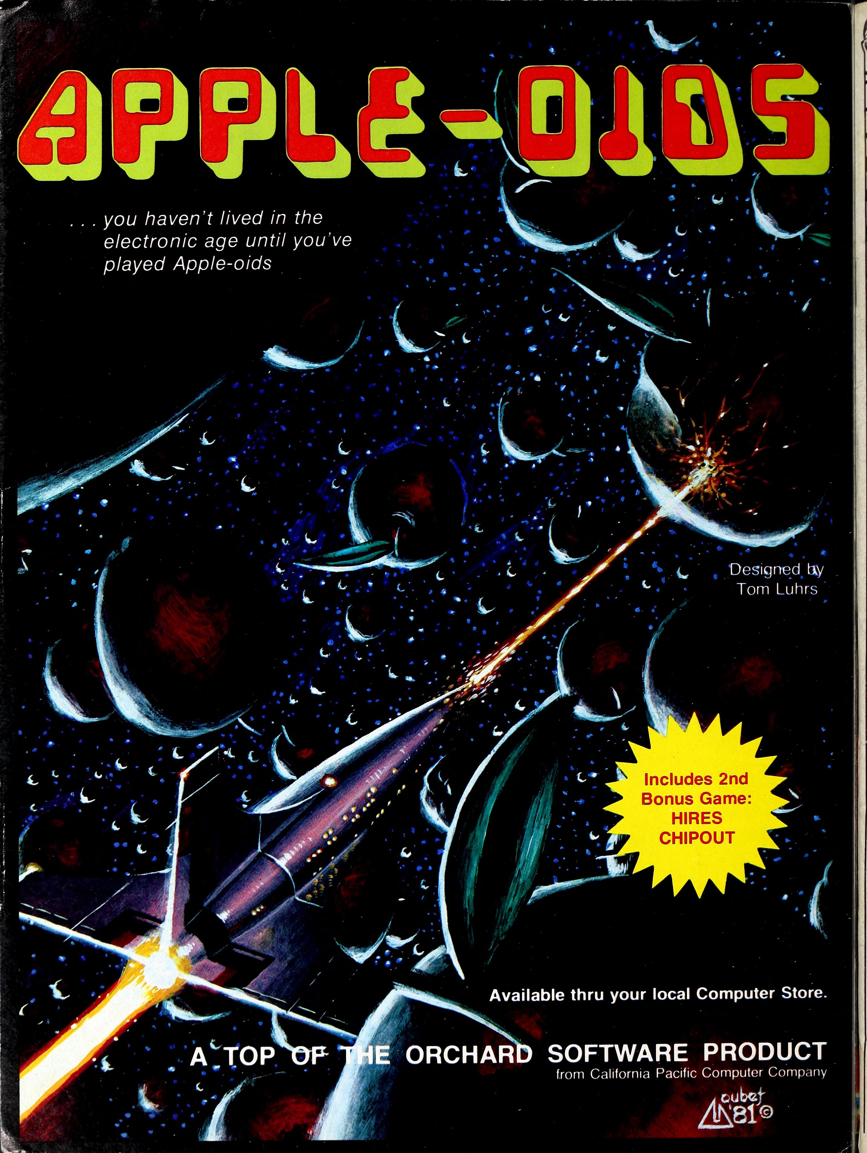 APPLE-OIDS
. . . you haven't lived in the
electronic age until you've
played Apple-oids
Designed by
Tom Luhrs
Includes 2nd
Bonus Game:
HIRES
CHIPOUT
Available thru your local Computer Store.
A TOP OF THE ORCHARD SOFTWARE PRODUCT
from California Pacific Computer Company
oubet
'81©